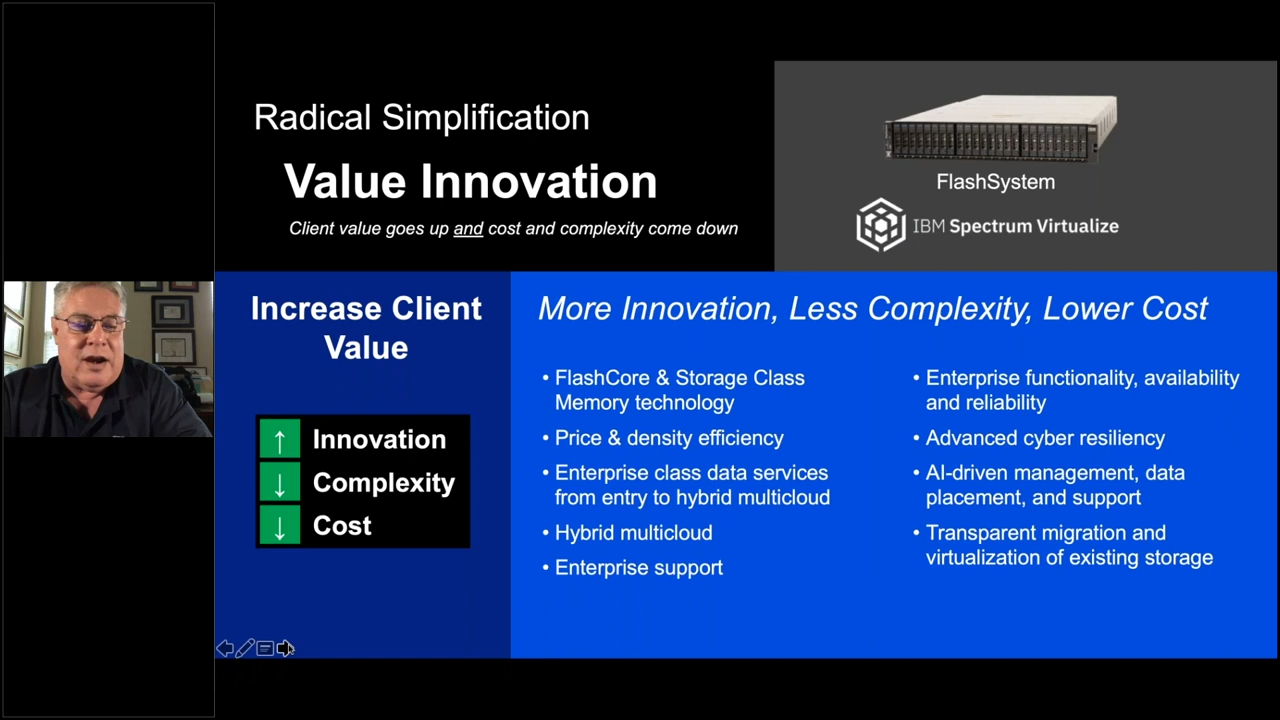 Radical Simplification
Value Innovation
Client value goes up and cost and complexity come down
FlashSystem
IBM Spectrum Virtualize
Increase Client
Value
↑ Innovation
↓ Complexity
↓ Cost
More Innovation, Less Complexity, Lower Cost
• FlashCore & Storage Class
Memory technology
• Price & density efficiency
• Enterprise class data services
from entry to hybrid multicloud
• Hybrid multicloud
• Enterprise support
• Enterprise functionality, availability
and reliability
• Advanced cyber resiliency
• AI-driven management, data
placement, and support
• Transparent migration and
virtualization of existing storage